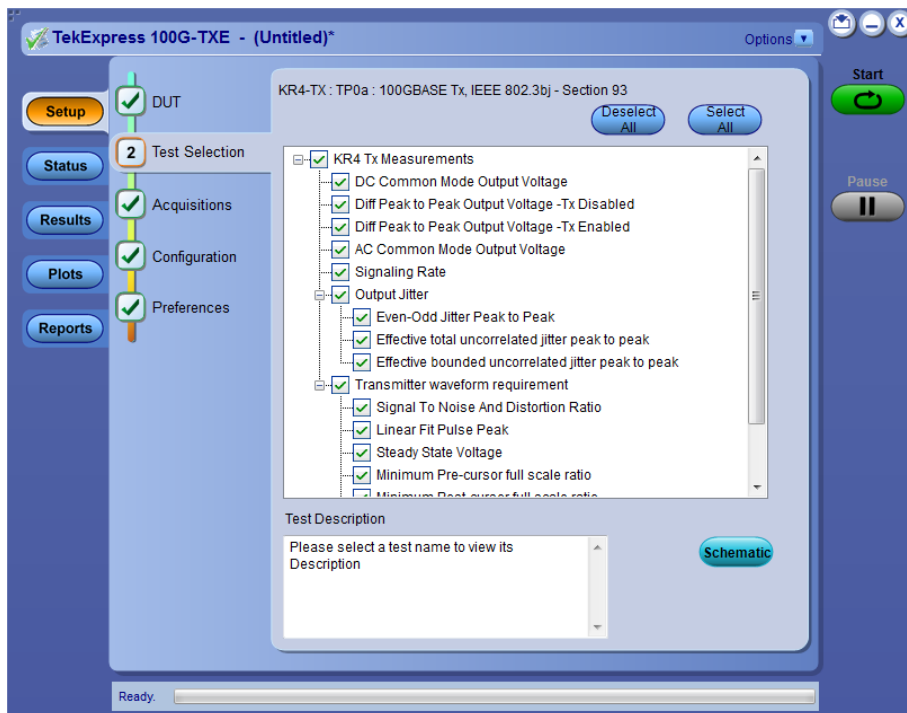 TekExpress 100G-TXE - (Untitled)*
Options
X
Setup
Status
Results
Plots
Reports
DUT
2 Test Selection
Acquisitions
Configuration
Preferences
KR4-TX : TP0a : 100GBASE Tx, IEEE 802.3bj - Section 93
Deselect
All
Select
All
KR4 Tx Measurements
DC Common Mode Output Voltage
Diff Peak to Peak Output Voltage -Tx Disabled
Diff Peak to Peak Output Voltage -Tx Enabled
AC Common Mode Output Voltage
Signaling Rate
Output Jitter
Even-Odd Jitter Peak to Peak
Effective total uncorrelated jitter peak to peak
Effective bounded uncorrelated jitter peak to peak
Transmitter waveform requirement
Signal To Noise And Distortion Ratio
Linear Fit Pulse Peak
Steady State Voltage
Minimum Pre-cursor full scale ratio
Minimum Post-cursor full scale ratio
Test Description
Please select a test name to view its
Description
Schematic
Start
Pause
Ready.